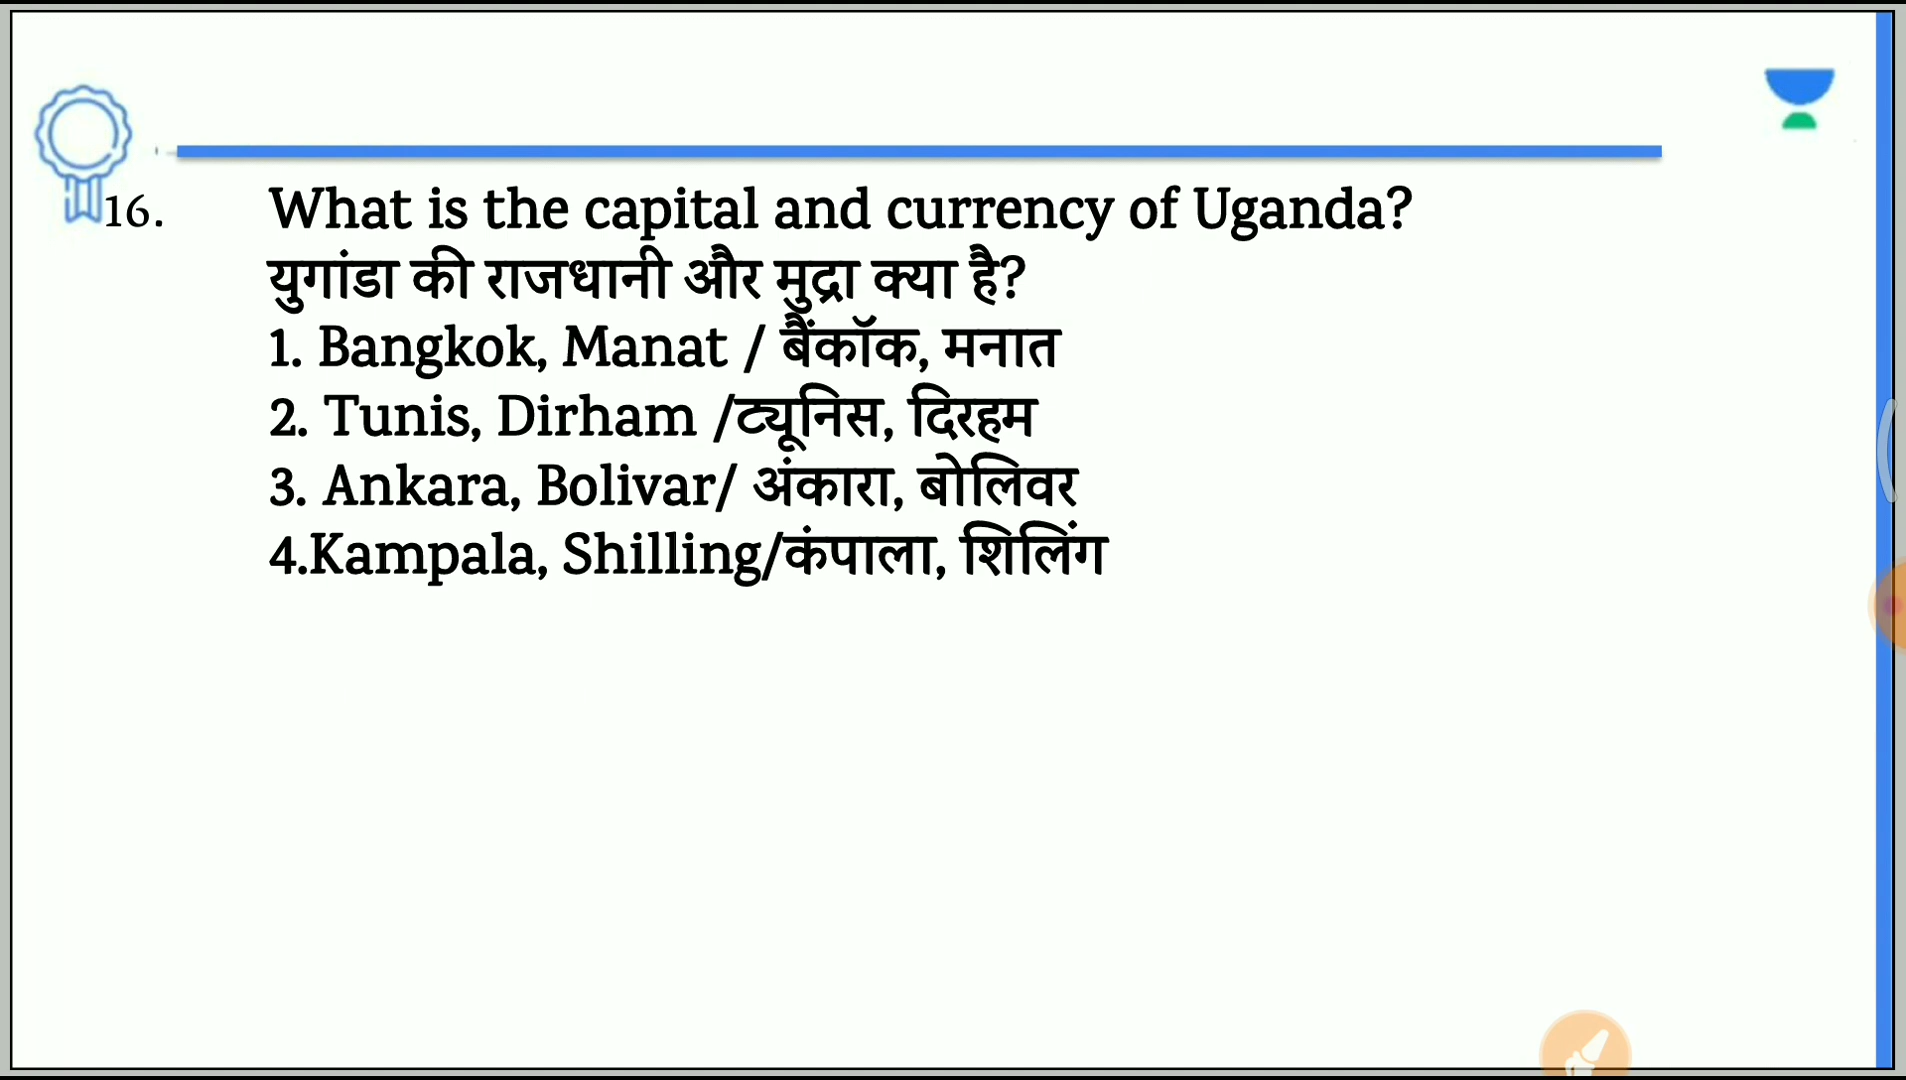 16. What is the capital and currency of Uganda?
युगांडा की राजधानी और मुद्रा क्या है?
1. Bangkok, Manat / बैंकॉक, मनात
2. Tunis, Dirham /ट्यूनिस, दिरहम
3. Ankara, Bolivar/ अंकारा, बोलिवर
4.Kampala, Shilling/कंपाला, शिलिंग